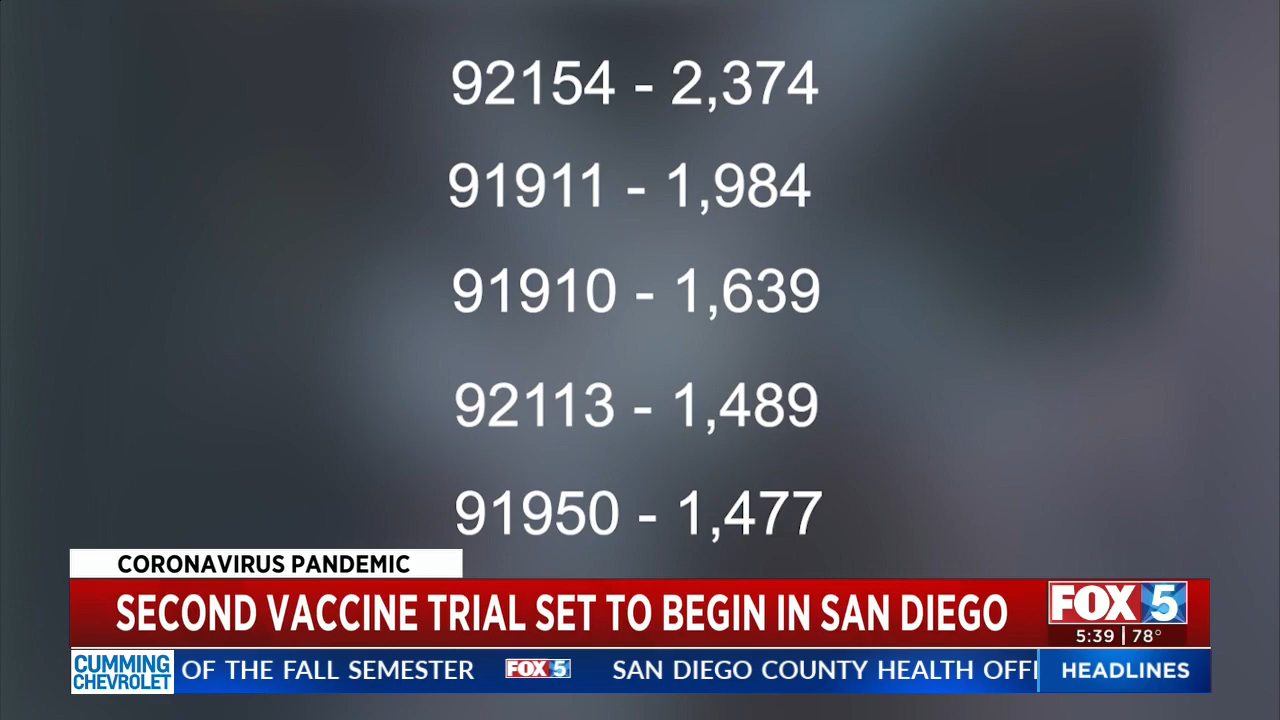 92154 - 2,374
91911 - 1,984
91910 - 1,639
92113 - 1,489
91950 - 1,477
CORONAVIRUS PANDEMIC
SECOND VACCINE TRIAL SET TO BEGIN IN SAN DIEGO
FOX 5
5:39 | 78°
CUMMING
CHEVROLET
OF THE FALL SEMESTER FOX 5 SAN DIEGO COUNTY HEALTH OFFI
HEADLINES